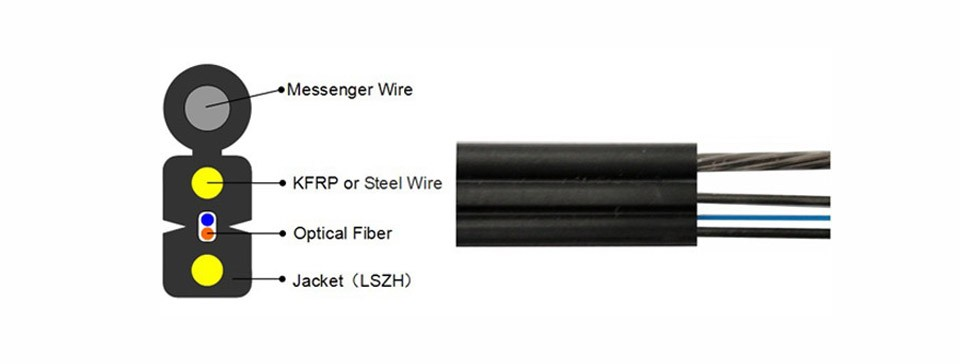 Messenger Wire
KFRP or Steel Wire
Optical Fiber
Jacket（LSZH）